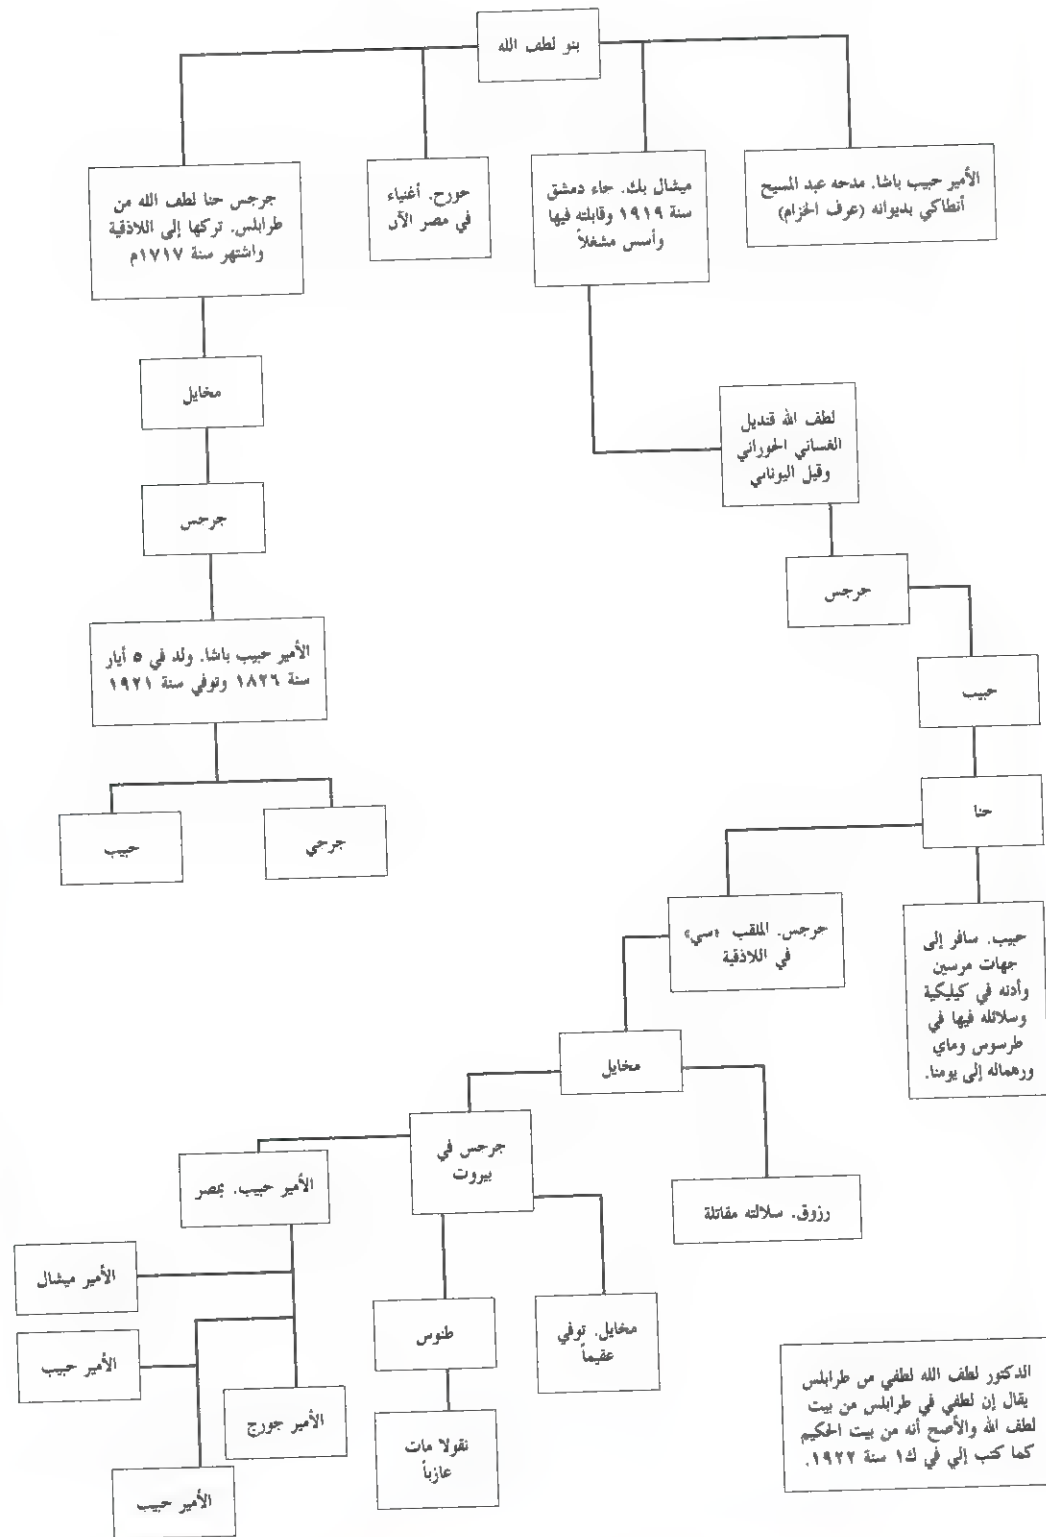 بنو لطف الله
الأمير حبيب باشا. مدحه عبد المسيح
أنطاكي بديوانه (عرف الخزام)
ميشال بك. جاء دمشق
سنة ١٩١٩ وقابلته فيها
وأسس مشغلاً
جورج. أغنياء
في مصر الآن
جرجس حنا لطف الله من
طرابلس. تركها إلى اللاذقية
واشتهر سنة ١٧١٧م
مخايل
جرجس
الأمير حبيب باشا. ولد في ٥ أيار
سنة ١٨٢٦ وتوفي سنة ١٩٢١
جرجي
حبيب
لطف الله قنديل
الغساني الحوراني
وقيل اليوناني
جرجس
حبيب
حنا
حبيب. سافر إلى
جهات مرسين
وأدنه في كيليكية
وسلائله فيها في
طرسوس وماي
ورهماله إلى يومنا.
جرجس. الملقب «سي»
في اللاذقية
مخايل
رزوق. سلالته مقاتلة
جرجس في
بيروت
الأمير حبيب. بمصر
مخايل. توفي
عقيماً
طنوس
نقولا مات
عازباً
الأمير ميشال
الأمير حبيب
الأمير جورج
الأمير حبيب
الدكتور لطف الله لطفي من طرابلس
يقال إن لطفي في طرابلس من بيت
لطف الله والأصح أنه من بيت الحكيم
كما كتب إلي في ك١ سنة ١٩٢٢.